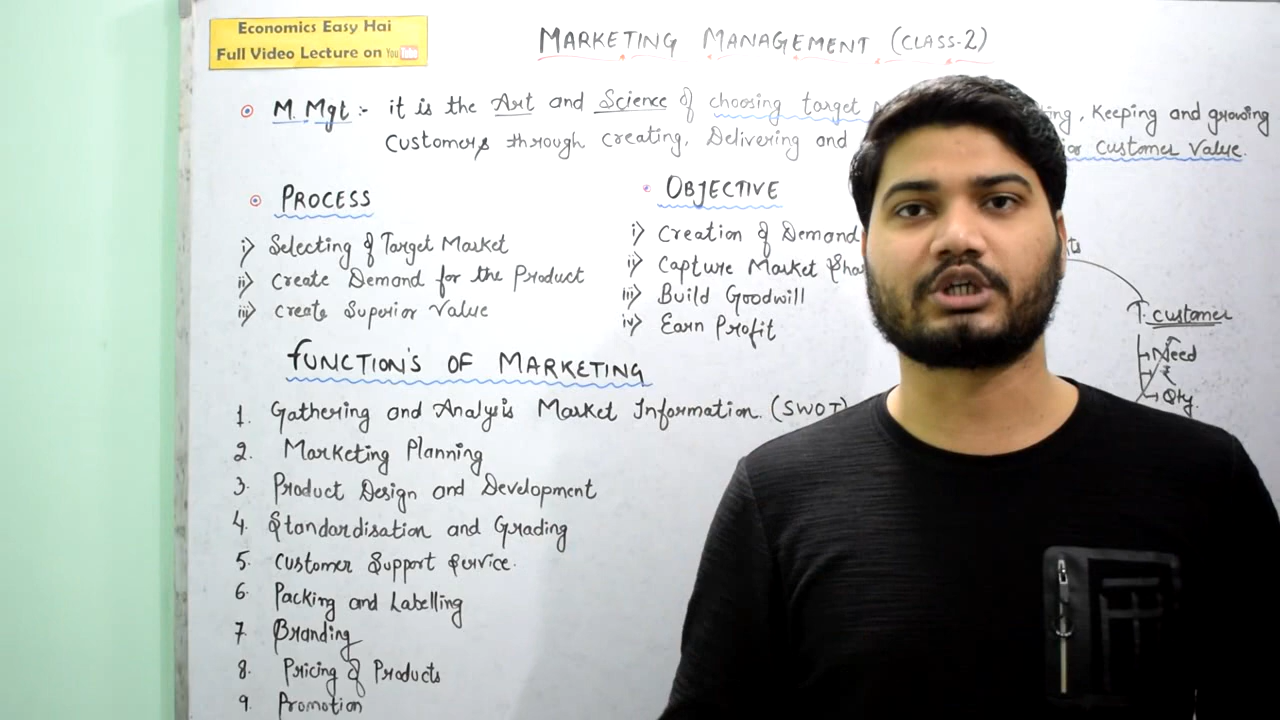 Economics Easy Hai
Full Video Lecture on YouTube
MARKETING MANAGEMENT (CLASS-2)
M. Mgt :- it is the Art and Science of choosing target
, Keeping and growing
Customers through creating, Delivering and
Customer Value.
PROCESS
i) Selecting of Target Market
ii) Create Demand for the Product
iii) Create Superior Value
OBJECTIVE
i) Creation of Demand
ii) Capture Market
iii) Build Goodwill
iv) Earn Profit
customer
Need
Qty.
FUNCTION'S OF MARKETING
1. Gathering and Analysis Market Information. (SWOT)
2. Marketing Planning
3. Product Design and Development
4. Standardisation and Grading
5. Customer Support Service.
6 Packing and Labelling
7. Branding
8. Pricing of Products
9. Promotion